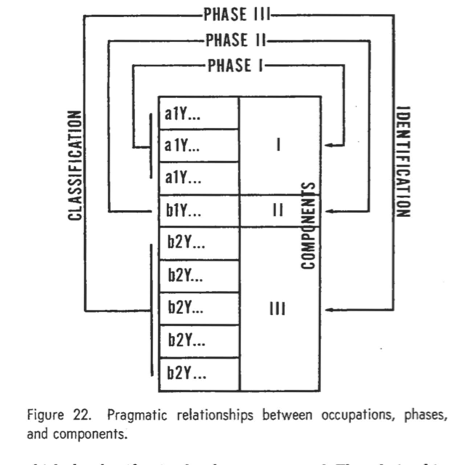 PHASE III
PHASE II
PHASE I
CLASSIFICATION
IDENTIFICATION
COMPONENTS
a1Y...
a1Y...
I
a1Y...
b1Y...
II
b2Y...
b2Y...
b2Y...
III
b2Y...
b2Y...
Figure 22. Pragmatic relationships between occupations, phases,
and components.